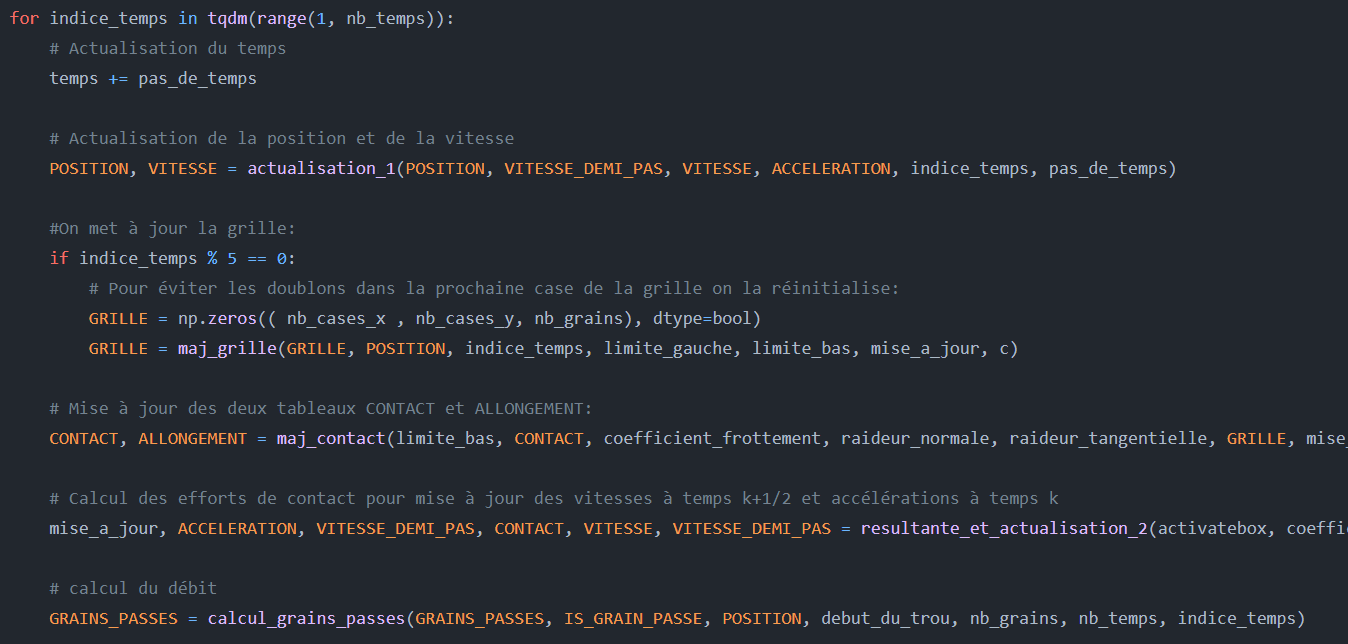 for indice_temps in tqdm(range(1, nb_temps)):
# Actualisation du temps
temps += pas_de_temps
# Actualisation de la position et de la vitesse
POSITION, VITESSE = actualisation_1(POSITION, VITESSE_DEMI_PAS, VITESSE, ACCELERATION, indice_temps, pas_de_temps)
#On met à jour la grille:
if indice_temps % 5 == 0:
# Pour éviter les doublons dans la prochaine case de la grille on la réinitialise:
GRILLE = np.zeros(( nb_cases_x , nb_cases_y, nb_grains), dtype=bool)
GRILLE = maj_grille(GRILLE, POSITION, indice_temps, limite_gauche, limite_bas, mise_a_jour, c)
# Mise à jour des deux tableaux CONTACT et ALLONGEMENT:
CONTACT, ALLONGEMENT = maj_contact(limite_bas, CONTACT, coefficient_frottement, raideur_normale, raideur_tangentielle, GRILLE, mise_
# Calcul des efforts de contact pour mise à jour des vitesses à temps k+1/2 et accélérations à temps k
mise_a_jour, ACCELERATION, VITESSE_DEMI_PAS, CONTACT, VITESSE, VITESSE_DEMI_PAS = resultante_et_actualisation_2(activatebox, coeffi
# calcul du débit
GRAINS_PASSES = calcul_grains_passes(GRAINS_PASSES, IS_GRAIN_PASSE, POSITION, debut_du_trou, nb_grains, nb_temps, indice_temps)